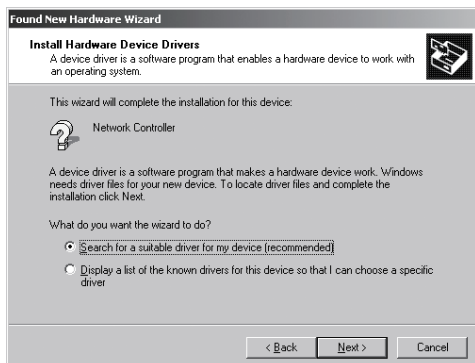 Found New Hardware Wizard
Install Hardware Device Drivers
A device driver is a software program that enables a hardware device to work with
an operating system.
This wizard will complete the installation for this device:
Network Controller
A device driver is a software program that makes a hardware device work. Windows
needs driver files for your new device. To locate driver files and complete the
installation click Next.
What do you want the wizard to do?
Search for a suitable driver for my device (recommended)
Display a list of the known drivers for this device so that I can choose a specific
driver
< Back
Next >
Cancel